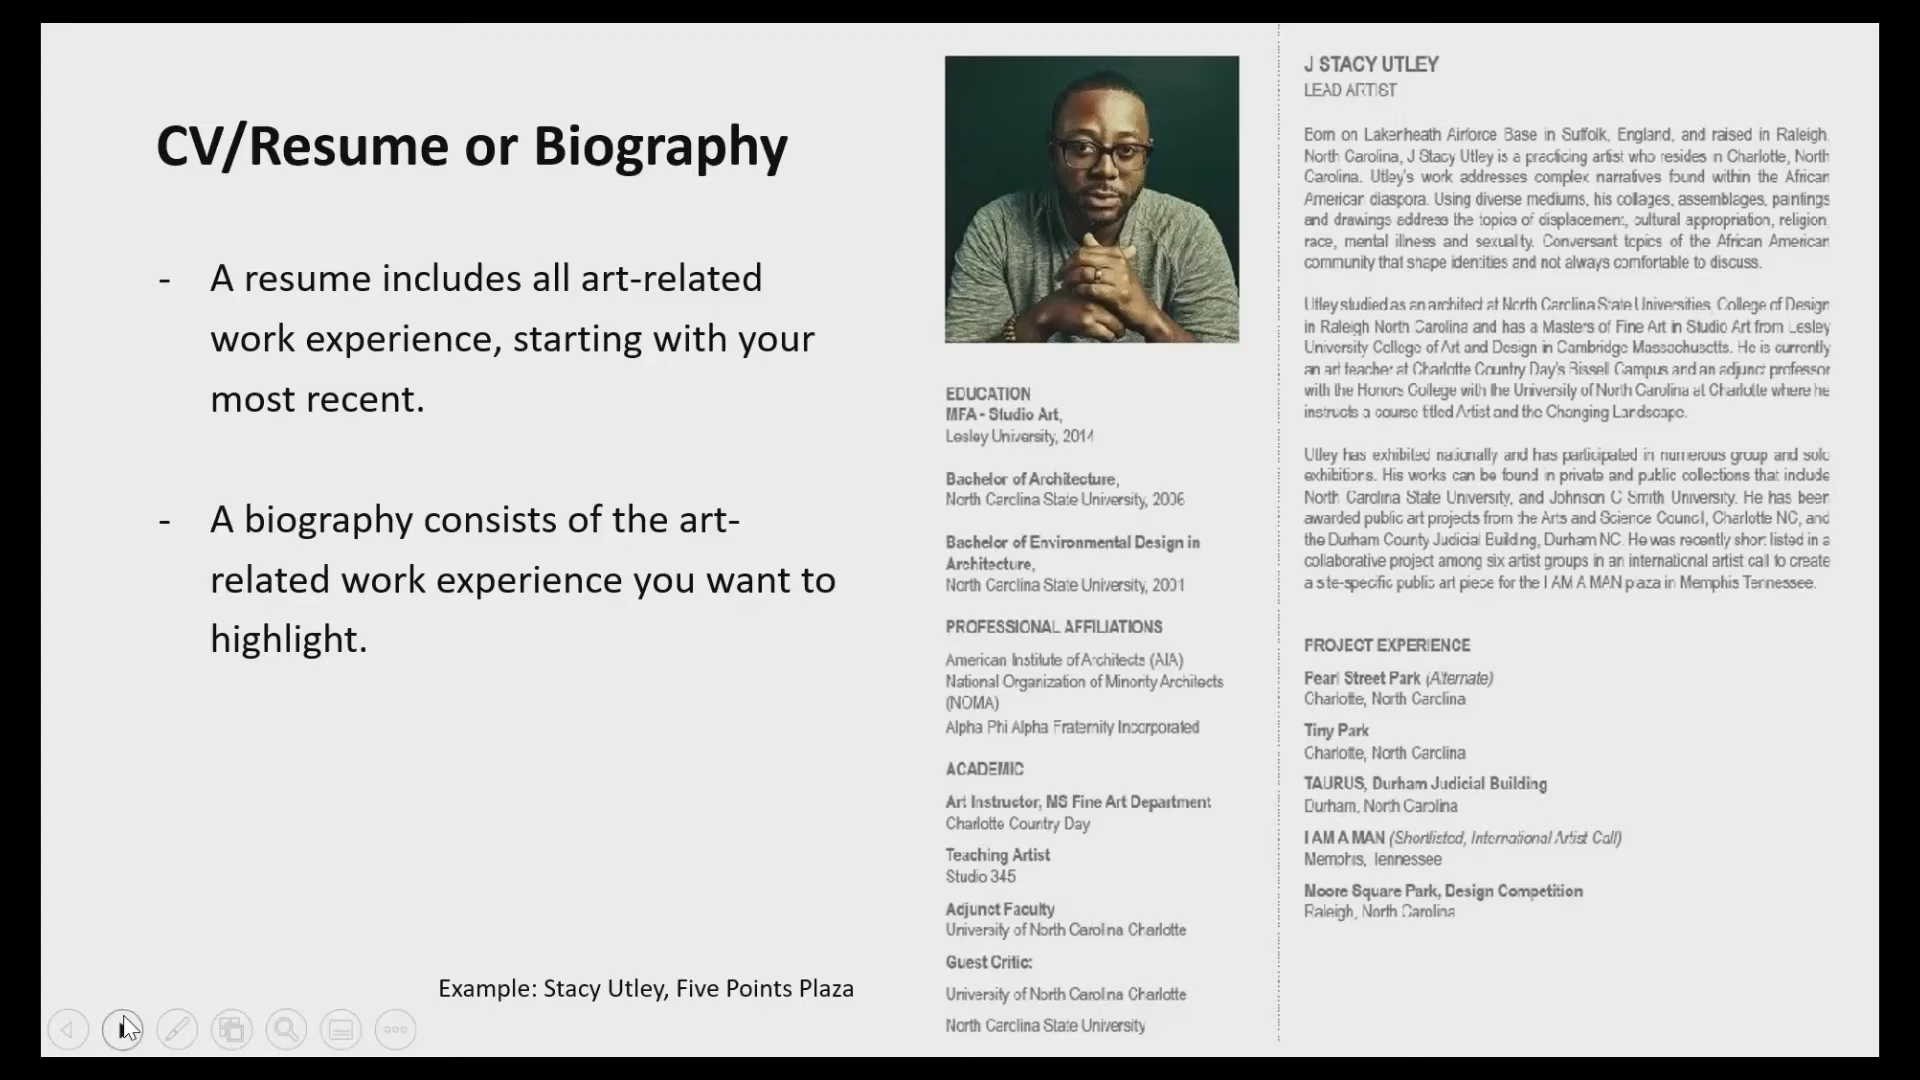 CV/Resume or Biography
- A resume includes all art-related
work experience, starting with your
most recent.
- A biography consists of the art-
related work experience you want to
highlight.
Example: Stacy Utley, Five Points Plaza
EDUCATION
MFA - Studio Art,
Lesley University, 2014
Bachelor of Architecture,
North Carolina State University, 2006
Bachelor of Environmental Design in
Architecture,
North Carolina State University, 2001
PROFESSIONAL AFFILIATIONS
American Institute of Architects (AIA)
National Organization of Minority Architects
(NOMA)
Alpha Phi Alpha Fraternity Incorporated
ACADEMIC
Art Instructor, MS Fine Art Department
Charlotte Country Day
Teaching Artist
Studio 345
Adjunct Faculty
University of North Carolina Charlotte
Guest Critic:
University of North Carolina Charlotte
North Carolina State University
J STACY UTLEY
LEAD ARTIST
Born on Lakenheath Airforce Base in Suffolk, England, and raised in Raleigh,
North Carolina, J Stacy Utley is a practicing artist who resides in Charlotte, North
Carolina. Utley's work addresses complex narratives found within the African
American diaspora. Using diverse mediums, his collages, assemblages, paintings
and drawings address the topics of displacement, cultural appropriation, religion,
race, mental illness and sexuality. Conversant topics of the African American
community that shape identities and not always comfortable to discuss.
Utley studied as an architect at North Carolina State Universities, College of Design
in Raleigh North Carolina and has a Masters of Fine Art in Studio Art from Lesley
University College of Art and Design in Cambridge Massachusetts. He is currently
an art teacher at Charlotte Country Day's Bissell Campus and an adjunct professor
with the Honors College with the University of North Carolina at Charlotte where he
instructs a course titled Artist and the Changing Landscape.
Utley has exhibited nationally and has participated in numerous group and solo
exhibitions. His works can be found in private and public collections that include
North Carolina State University, and Johnson C Smith University. He has been
awarded public art projects from the Arts and Science Council, Charlotte NC, and
the Durham County Judicial Building, Durham NC. He was recently short listed in a
collaborative project among six artist groups in an international artist call to create
a site-specific public art piece for the I AM A MAN plaza in Memphis Tennessee.
PROJECT EXPERIENCE
Pearl Street Park (Alternate)
Charlotte, North Carolina
Tiny Park
Charlotte, North Carolina
TAURUS, Durham Judicial Building
Durham, North Carolina
I AM A MAN (Shortlisted, International Artist Call)
Memphis, Tennessee
Moore Square Park, Design Competition
Raleigh, North Carolina